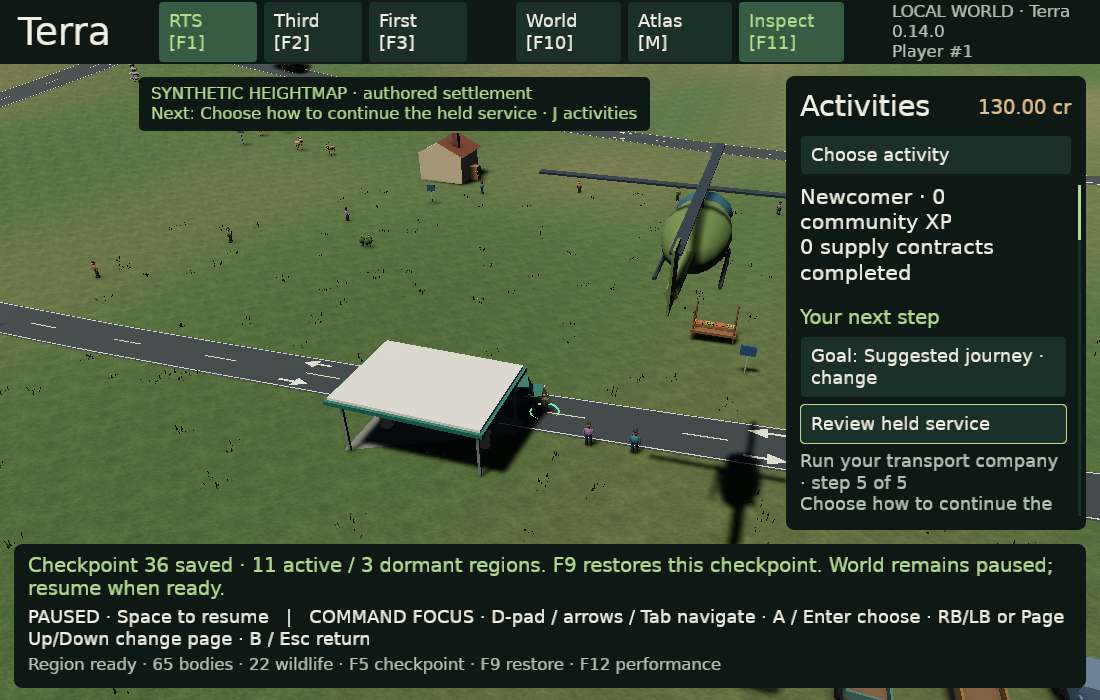 Terra
RTS
[F1]
Third
[F2]
First
[F3]
World
[F10]
Atlas
[M]
Inspect
[F11]
LOCAL WORLD · Terra
0.14.0
Player #1
SYNTHETIC HEIGHTMAP · authored settlement
Next: Choose how to continue the held service · J activities
Activities
130.00 cr
Choose activity
Newcomer · 0
community XP
0 supply contracts
completed
Your next step
Goal: Suggested journey ·
change
Review held service
Run your transport company
· step 5 of 5
Choose how to continue the
Checkpoint 36 saved · 11 active / 3 dormant regions. F9 restores this checkpoint. World remains paused;
resume when ready.
PAUSED · Space to resume | COMMAND FOCUS · D-pad / arrows / Tab navigate · A / Enter choose · RB/LB or Page
Up/Down change page · B / Esc return
Region ready · 65 bodies · 22 wildlife · F5 checkpoint · F9 restore · F12 performance